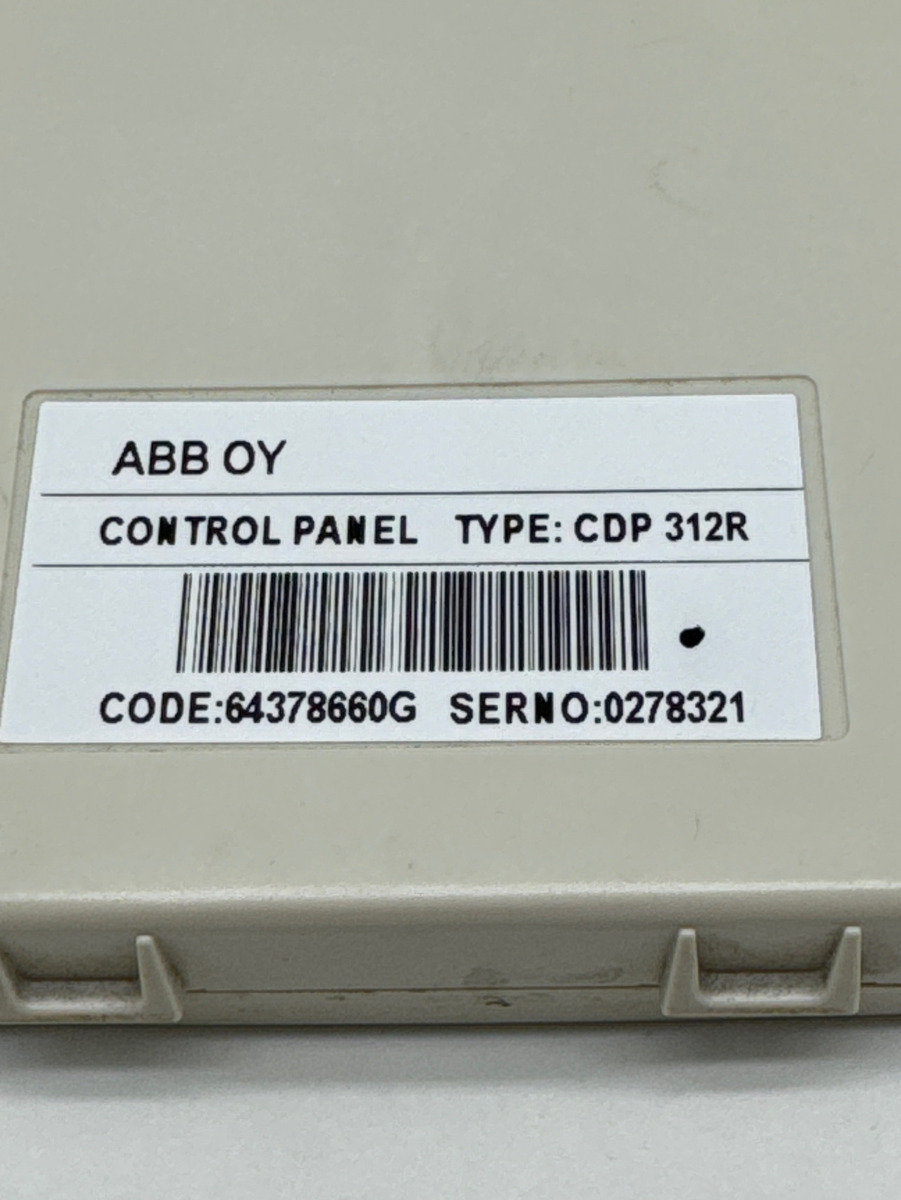 ABB OY
CONTROL PANEL TYPE: CDP 312R
CODE:64378660G SERNO:0278321